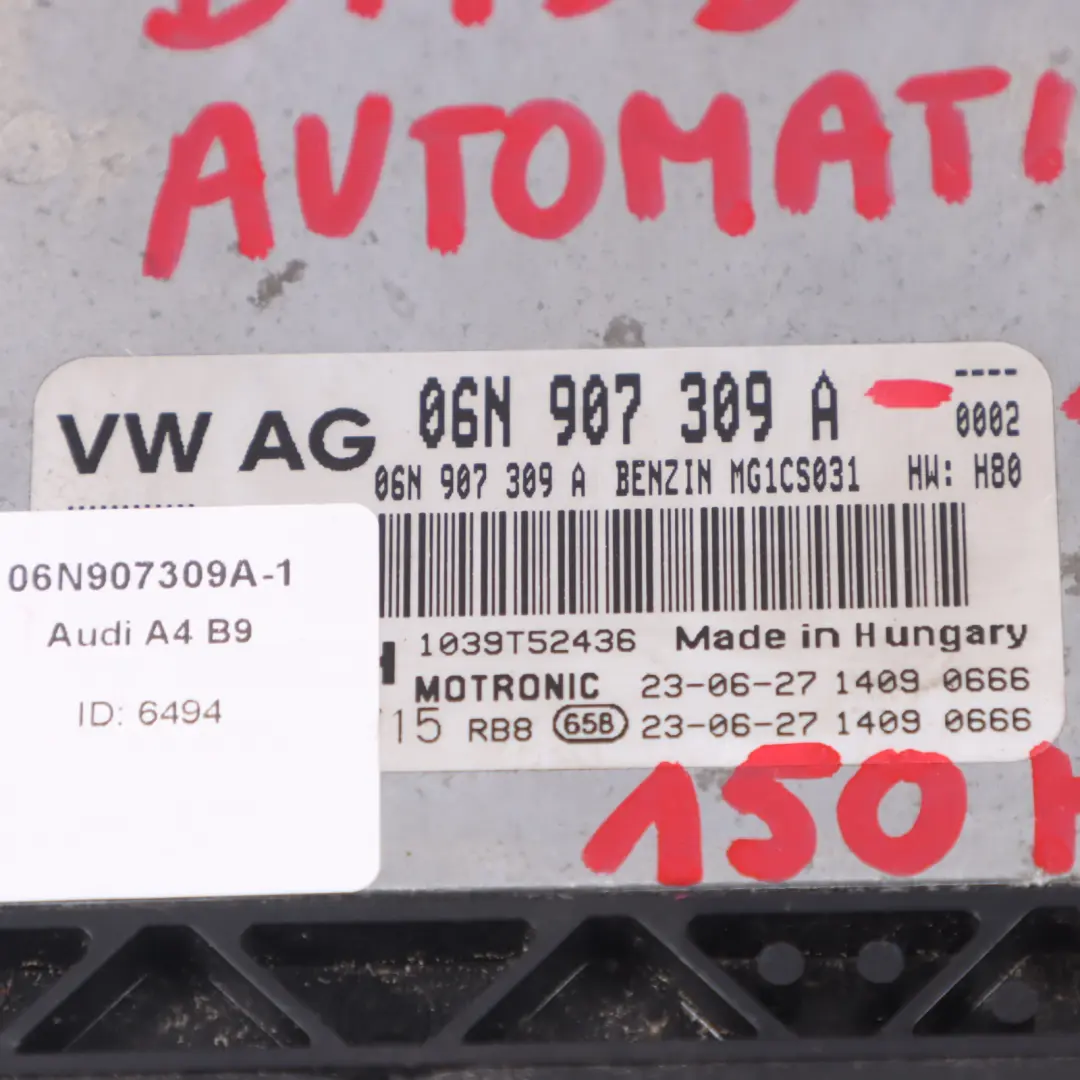 AUTOMATI
VW AG 06N 907 309 A ----
0002
06N 907 309 A BENZIN MG1CS031 HW: H80
06N907309A-1
Audi A4 B9
ID: 6494
H 1039T52436 Made in Hungary
MOTRONIC 23-06-27 1409 0666
15 RB8 65B 23-06-27 1409 0666
150 H